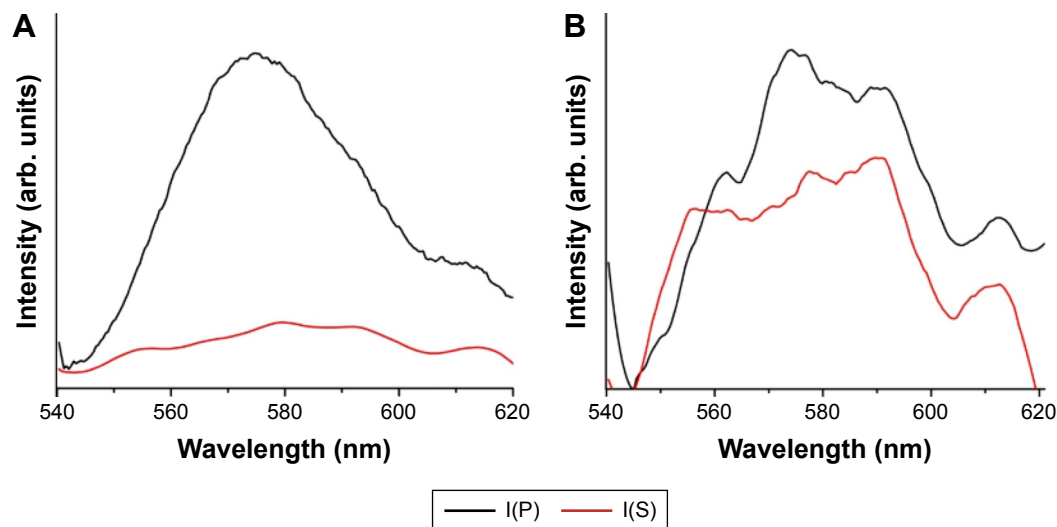 A
Intensity (arb. units)
540 560 580 600 620
Wavelength (nm)
B
Intensity (arb. units)
540 560 580 600 620
Wavelength (nm)
I(P) I(S)